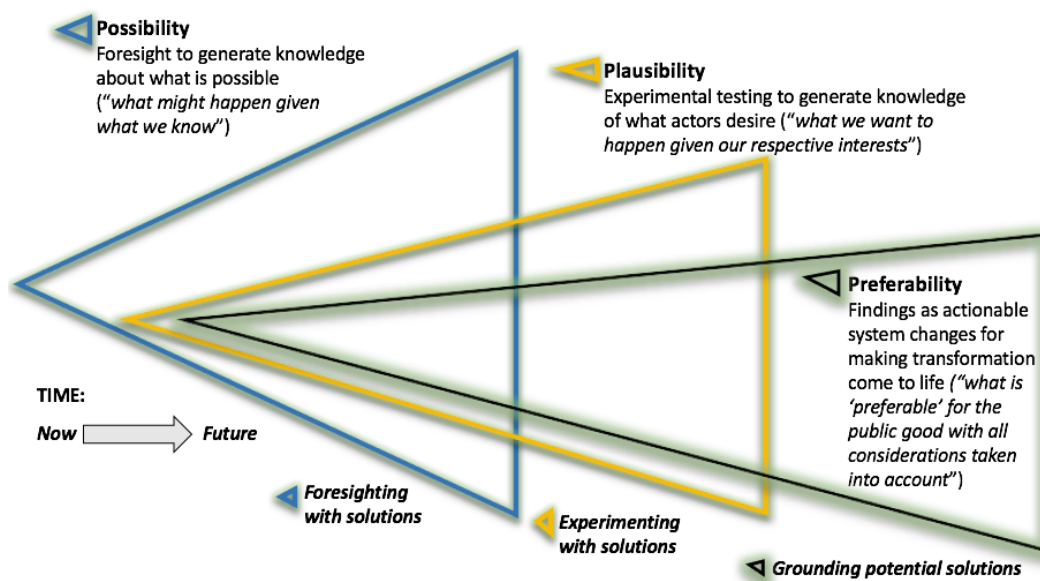 Possibility
Foresight to generate knowledge
about what is possible
(“what might happen given
what we know”)
Plausibility
Experimental testing to generate knowledge
of what actors desire (“what we want to
happen given our respective interests”)
Preferability
Findings as actionable
system changes for
making transformation
come to life (“what is
‘preferable’ for the
public good with all
considerations taken
into account”)
TIME:
Now
Future
Foresighting
with solutions
Experimenting
with solutions
Grounding potential solutions